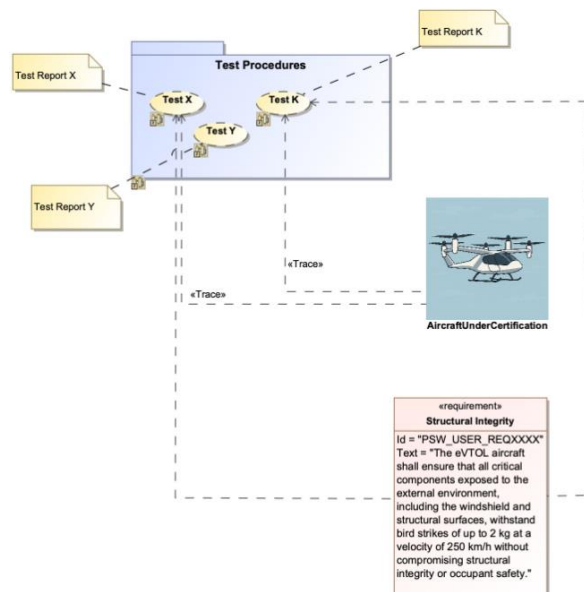 Test Report K
Test Procedures
Test Report X
Test X
Test K
Test Y
Test Report Y
«Trace»
«Trace»
AircraftUnderCertification
«requirement»
Structural Integrity
Id = "PSW_USER_REQXXXX"
Text = "The eVTOL aircraft
shall ensure that all critical
components exposed to the
external environment,
including the windshield and
structural surfaces, withstand
bird strikes of up to 2 kg at a
velocity of 250 km/h without
compromising structural
integrity or occupant safety."